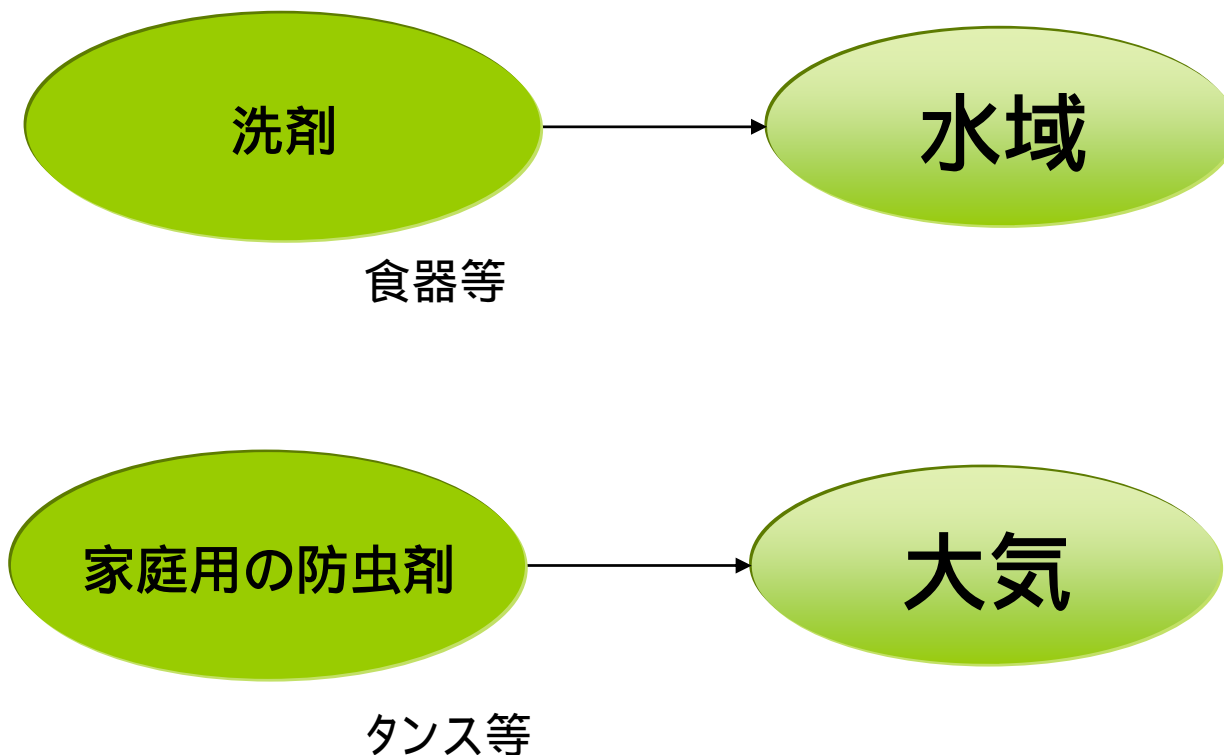 洗剤
水域
食器等
家庭用の防虫剤
大気
タンス等